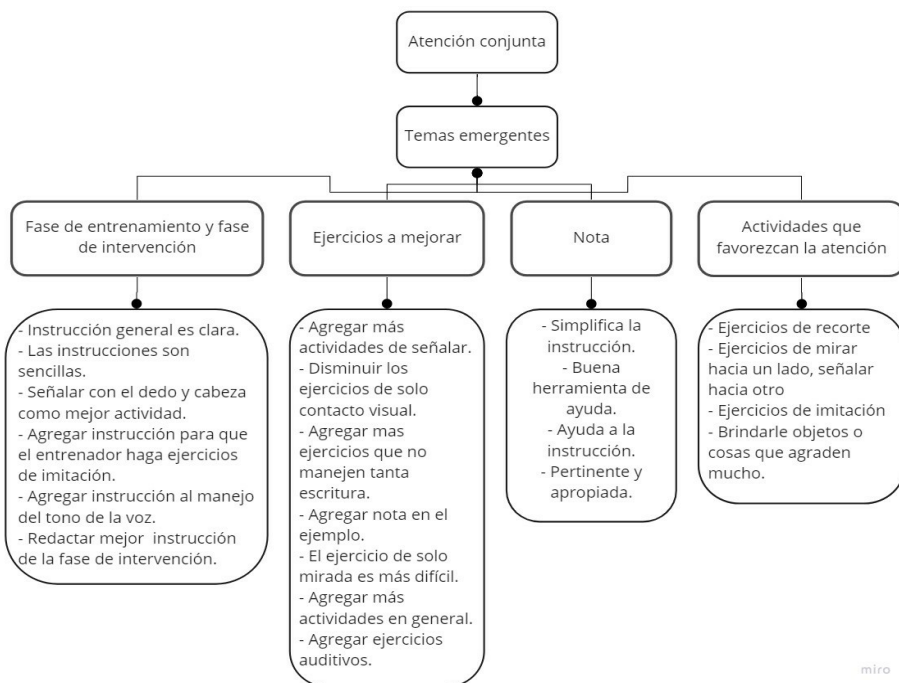 Atención conjunta
Temas emergentes
Fase de entrenamiento y fase
de intervención
Ejercicios a mejorar
Nota
Actividades que
favorezcan la atención
- Instrucción general es clara.
- Las instrucciones son
sencillas.
- Señalar con el dedo y cabeza
como mejor actividad.
- Agregar instrucción para que
el entrenador haga ejercicios
de imitación.
- Agregar instrucción al manejo
del tono de la voz.
- Redactar mejor instrucción
de la fase de intervención.
- Agregar más
actividades de señalar.
- Disminuir los
ejercicios de solo
contacto visual.
- Agregar mas
ejercicios que no
manejen tanta
escritura.
- Agregar nota en el
ejemplo.
- El ejercicio de solo
mirada es más difícil.
- Agregar más
actividades en general.
- Agregar ejercicios
auditivos.
- Simplifica la
instrucción.
- Buena
herramienta de
ayuda.
- Ayuda a la
instrucción.
- Pertinente y
apropiada.
- Ejercicios de recorte
- Ejercicios de mirar
hacia un lado, señalar
hacia otro
- Ejercicios de imitación
- Brindarle objetos o
cosas que agraden
mucho.
miro